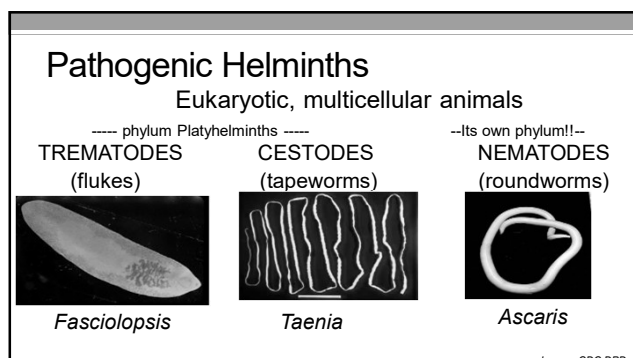 Pathogenic Helminths
Eukaryotic, multicellular animals
----- phylum Platyhelminths -----
--Its own phylum!!--
TREMATODES
(flukes)
CESTODES
(tapeworms)
NEMATODES
(roundworms)
Fasciolopsis
Taenia
Ascaris